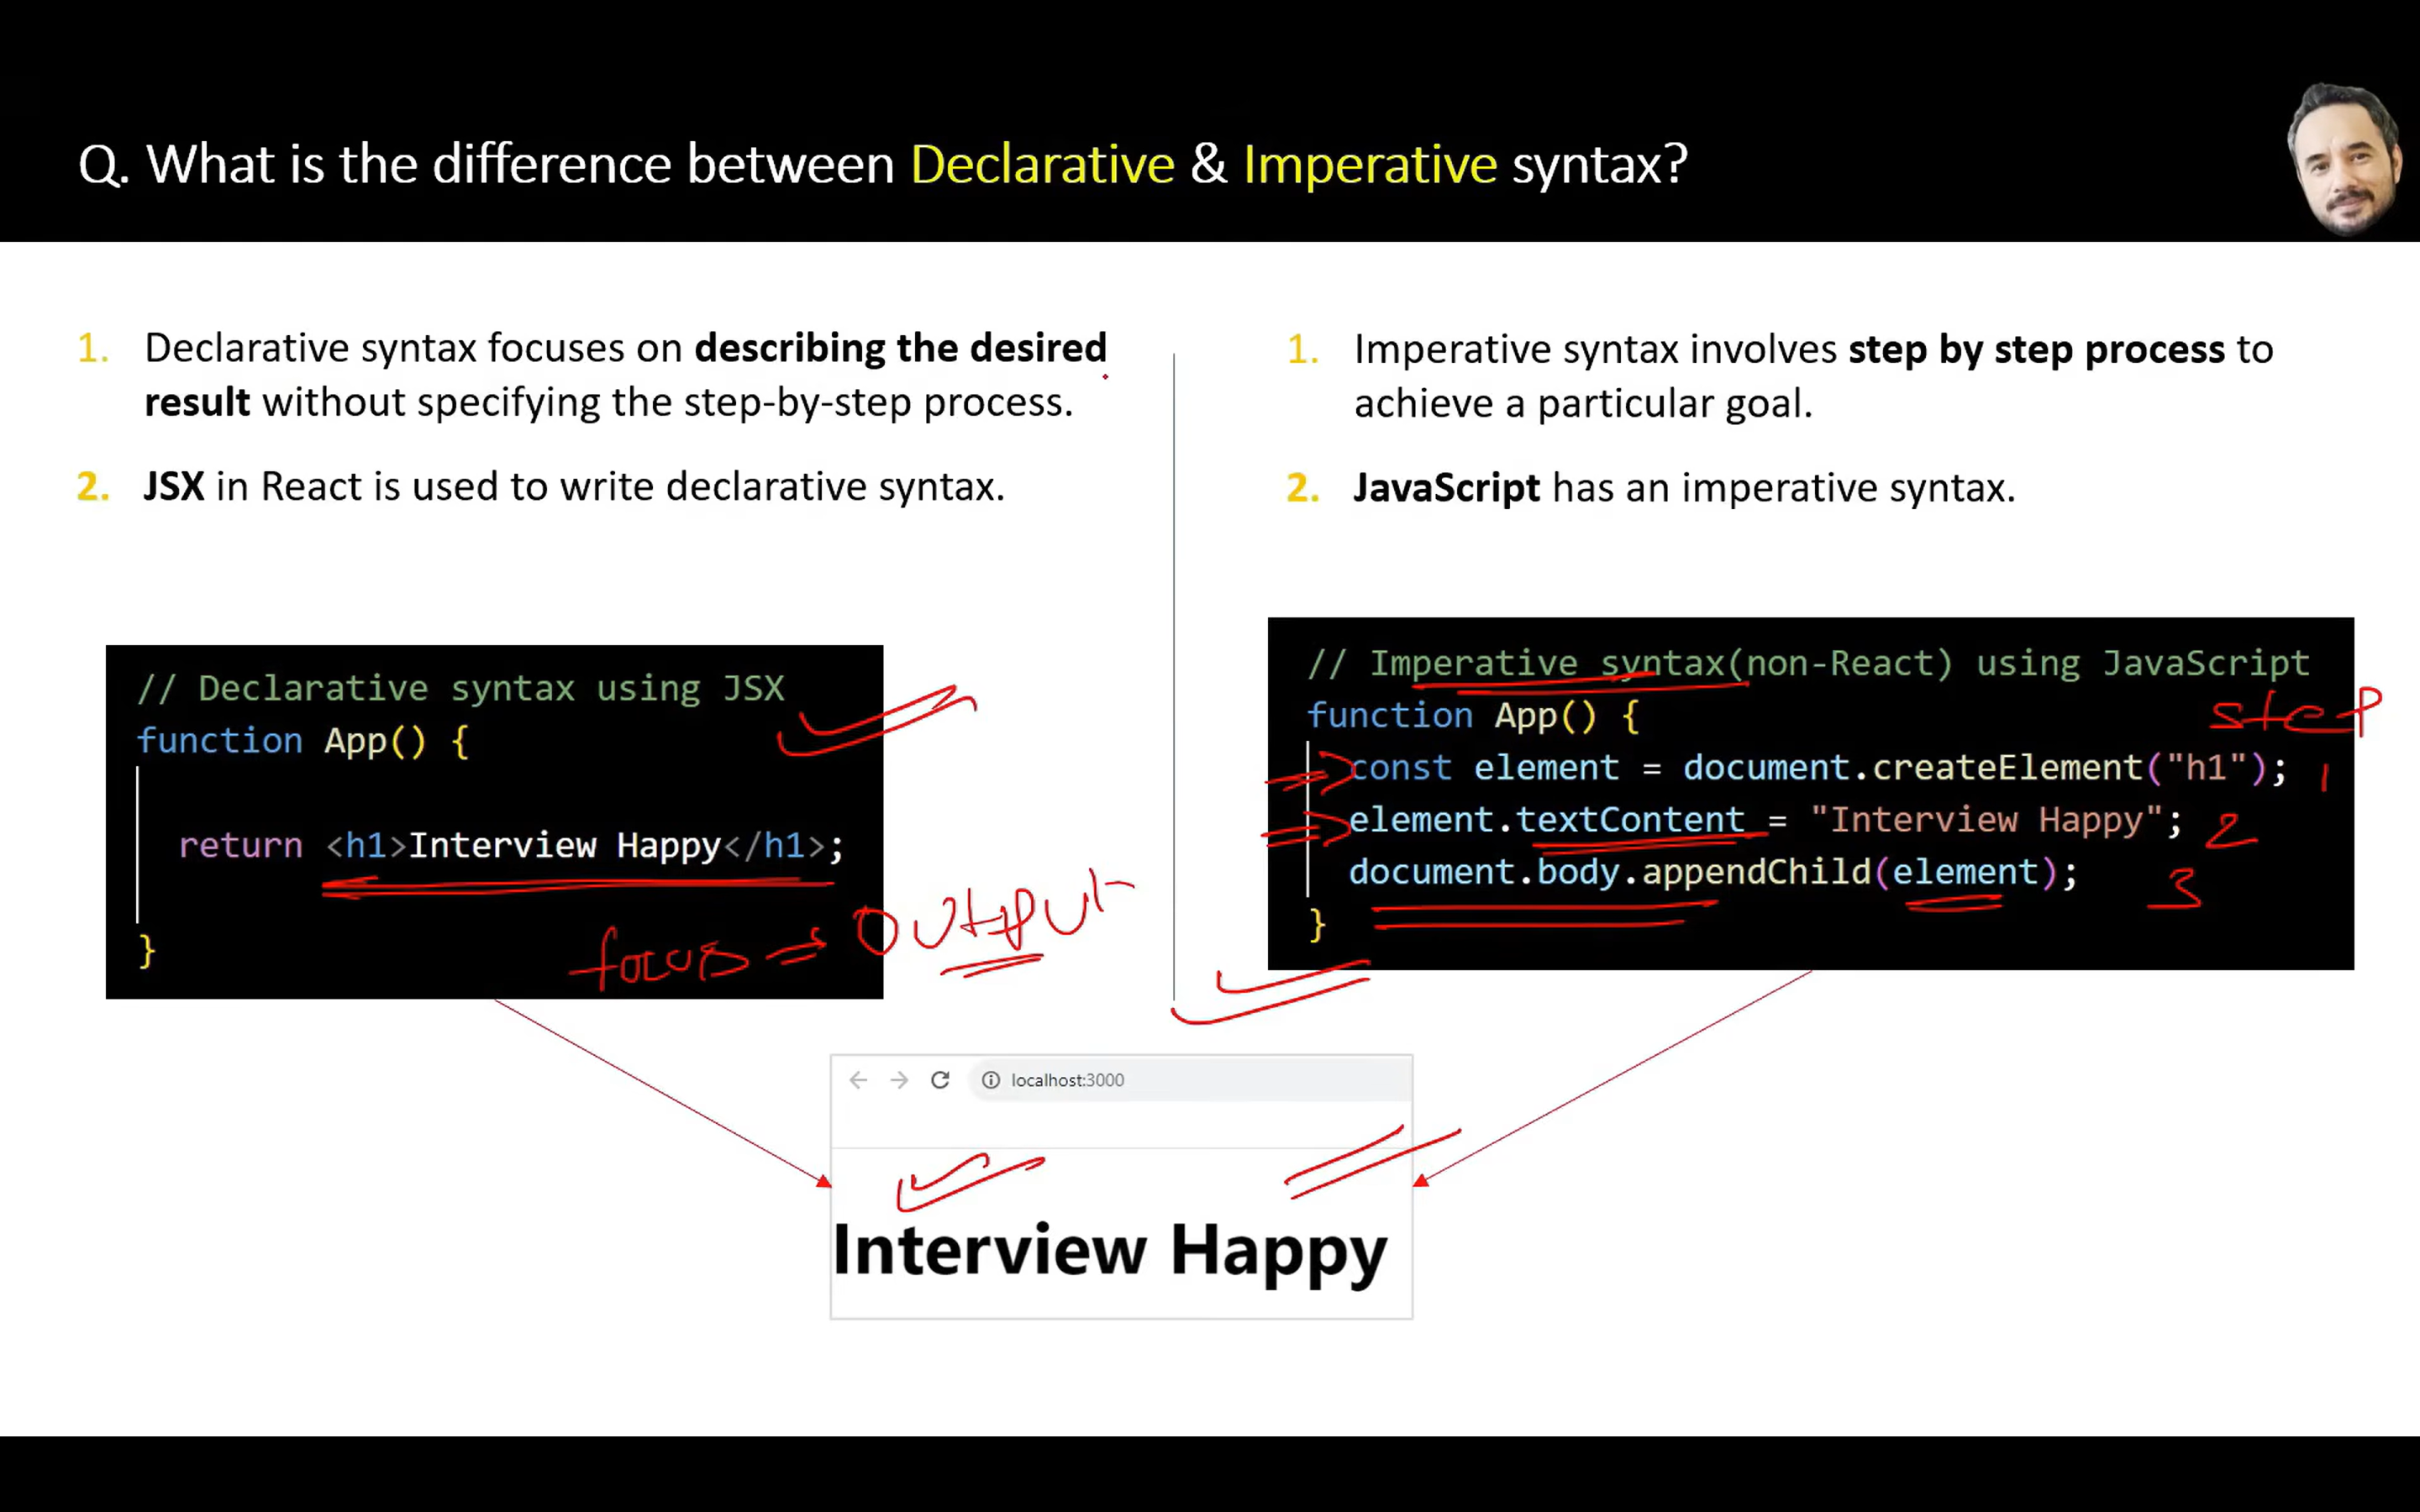 Q. What is the difference between Declarative & Imperative syntax?
1. Declarative syntax focuses on describing the desired
result without specifying the step-by-step process.
2. JSX in React is used to write declarative syntax.
// Declarative syntax using JSX
function App() {
return <h1>Interview Happy</h1>;
}
focus => output
1. Imperative syntax involves step by step process to
achieve a particular goal.
2. JavaScript has an imperative syntax.
// Imperative syntax(non-React) using JavaScript
step
function App() {
const element = document.createElement("h1"); 1
element.textContent = "Interview Happy"; 2
document.body.appendChild(element); 3
}
localhost:3000
Interview Happy